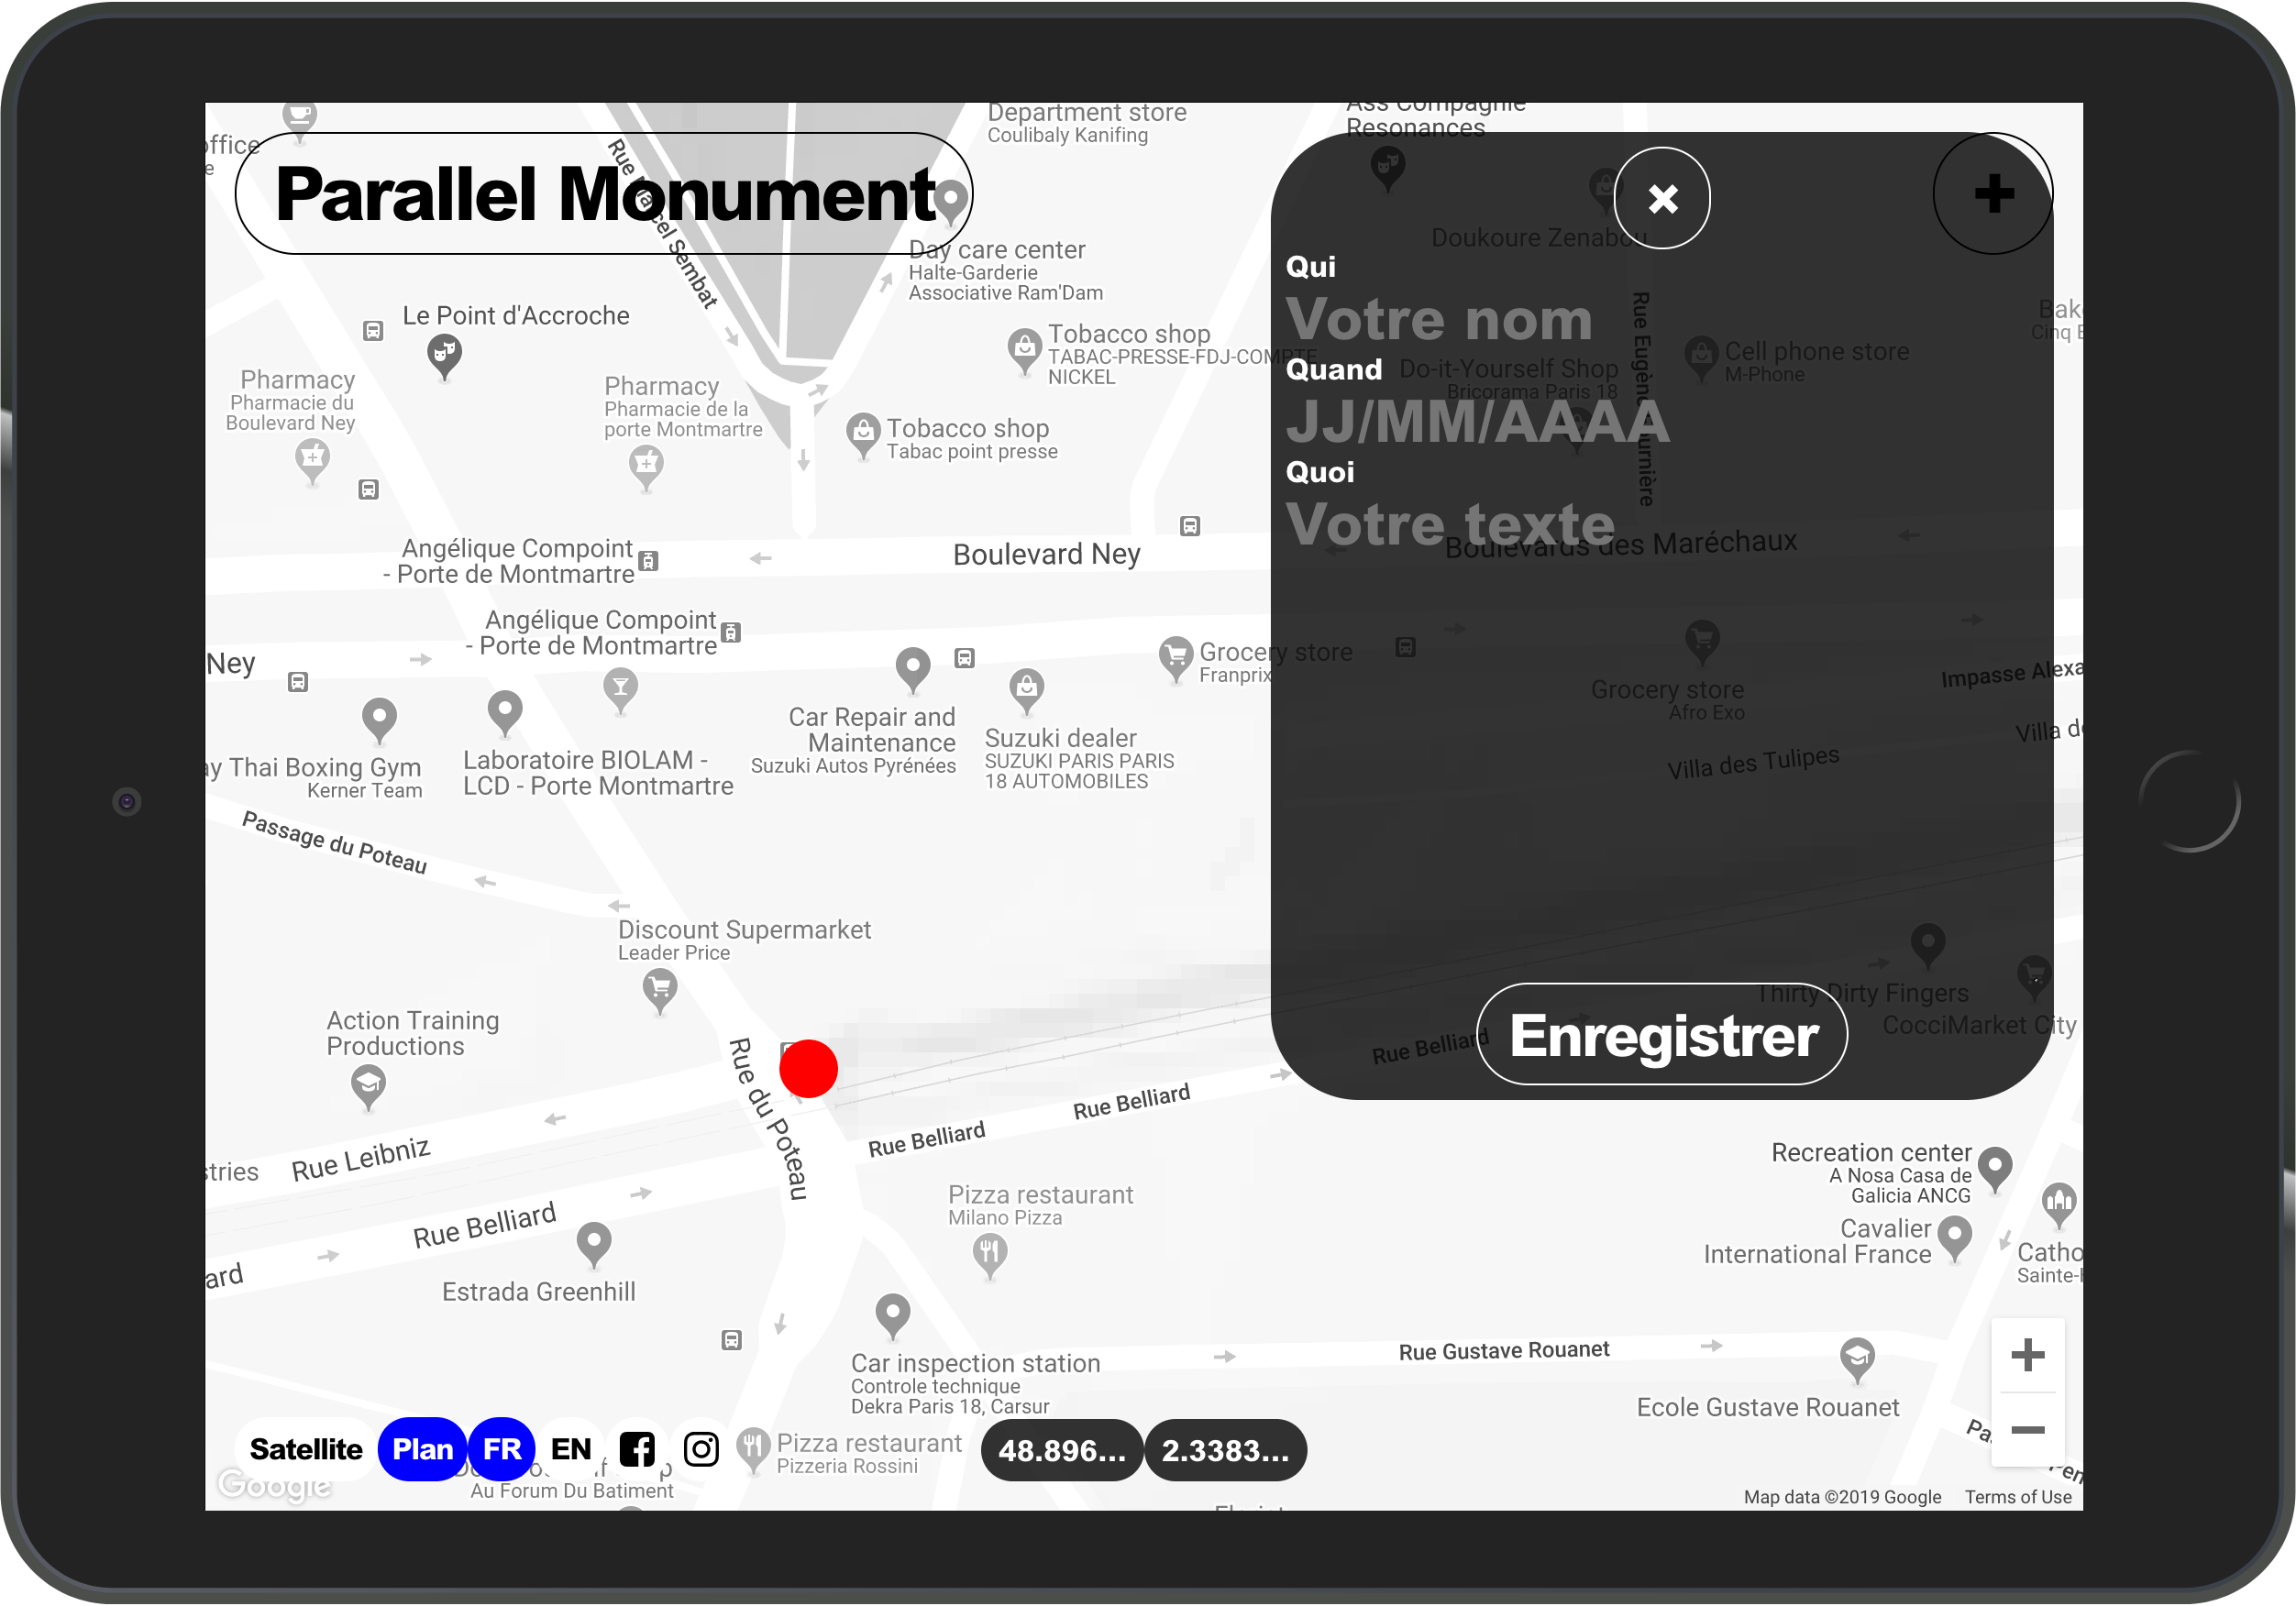 Department store
Coulibaly Kanifing
Resonances
office
Parallel Monument
Rue Marcel Sembat
Day care center
Halte-Garderie
Associative Ram'Dam
Doukoure Zenabou
Le Point d'Accroche
Tobacco shop
TABAC-PRESSE-FDJ-COMPTE
NICKEL
Qui
Votre nom
Quand
JJ/MM/AAAA
Quoi
Votre texte
Do-it-Yourself Shop
Bricorama Paris 18
Cell phone store
M-Phone
Pharmacy
Pharmacie du
Boulevard Ney
Pharmacy
Pharmacie de la
porte Montmartre
Tobacco shop
Tabac point presse
Angélique Compoint
- Porte de Montmartre
Boulevard Ney
Boulevards des Maréchaux
Angélique Compoint
- Porte de Montmartre
Ney
Grocery store
Franprix
Grocery store
Afro Exo
Impasse Alexa
Villa de
Villa des Tulipes
Car Repair and
Maintenance
Suzuki Autos Pyrénées
Suzuki dealer
SUZUKI PARIS PARIS
18 AUTOMOBILES
ay Thai Boxing Gym
Kerner Team
Laboratoire BIOLAM -
LCD - Porte Montmartre
Passage du Poteau
Discount Supermarket
Leader Price
Thirty Dirty Fingers
CocciMarket City
Action Training
Productions
Rue Belliard
Enregistrer
Rue du Poteau
Rue Belliard
Rue Belliard
Rue Leibniz
stries
Rue Belliard
ard
Estrada Greenhill
Pizza restaurant
Milano Pizza
Recreation center
A Nosa Casa de
Galicia ANCG
Cavalier
International France
Catho
Sainte-
Car inspection station
Controle technique
Dekra Paris 18, Carsur
Rue Gustave Rouanet
Ecole Gustave Rouanet
Satellite
Plan
FR
EN
Pizza restaurant
Pizzeria Rossini
48.896...
2.3383...
Au Forum Du Batiment
Google
Map data ©2019 Google
Terms of Use